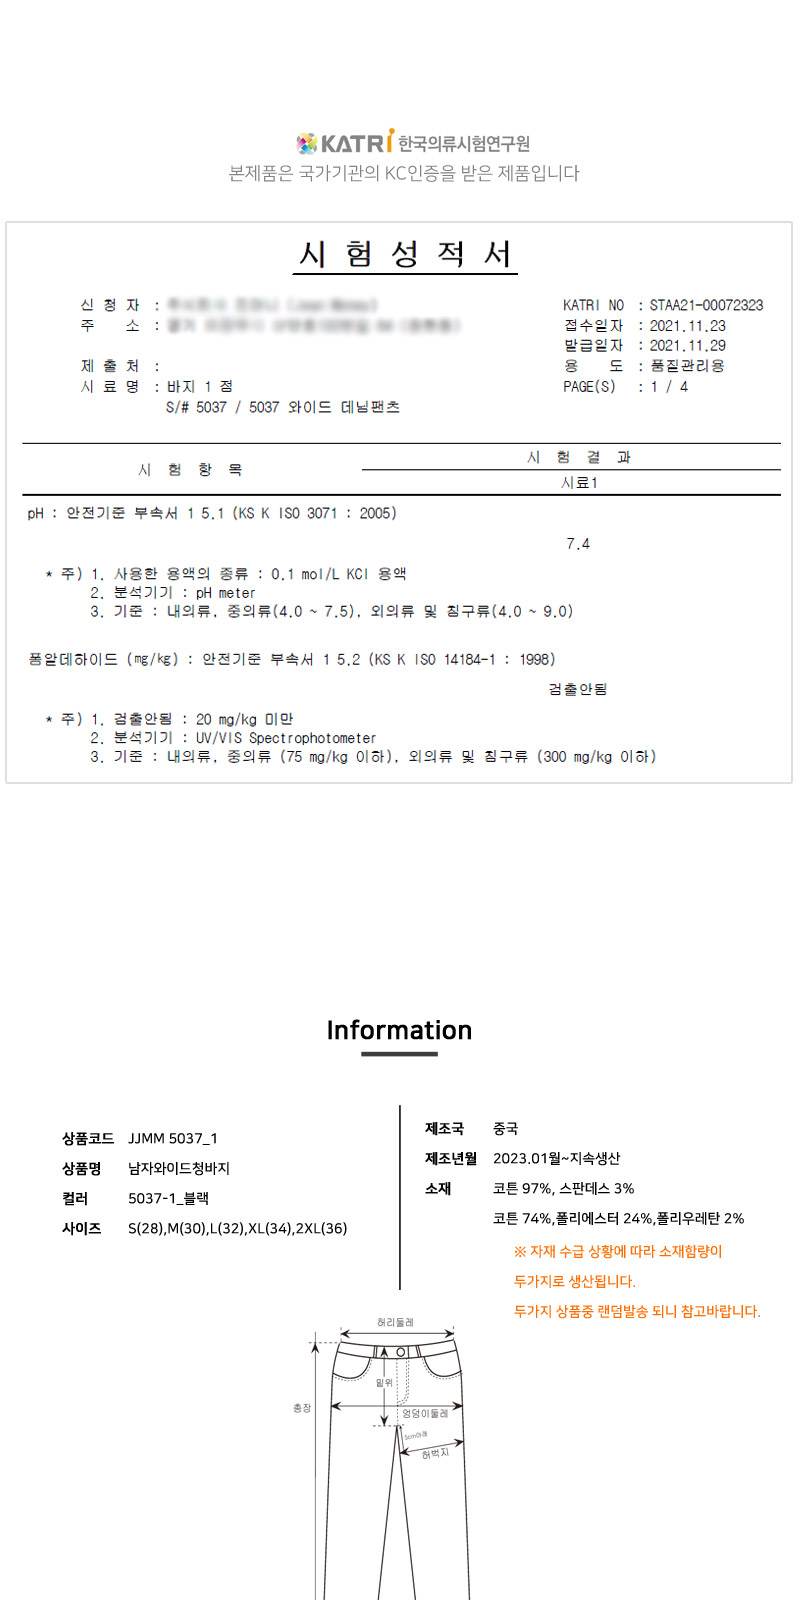 KATRi 한국의류시험연구원
본제품은 국가기관의 KC인증을 받은 제품입니다
시 험 성 적 서
신 청 자 :
주 소 :
제 출 처 :
시 료 명 : 바지 1 점
S/# 5037 / 5037 와이드 데님팬츠
KATRI NO : STAA21-00072323
접수일자 : 2021.11.23
발급일자 : 2021.11.29
용 도 : 품질관리용
PAGE(S) : 1 / 4
시 험 항 목
시 험 결 과
시료1
pH : 안전기준 부속서 1 5.1 (KS K ISO 3071 : 2005)
7.4
* 주) 1. 사용한 용액의 종류 : 0.1 mol/L KCl 용액
2. 분석기기 : pH meter
3. 기준 : 내의류, 중의류(4.0 ~ 7.5), 외의류 및 침구류(4.0 ~ 9.0)
폼알데하이드 (mg/kg) : 안전기준 부속서 1 5.2 (KS K ISO 14184-1 : 1998)
검출안됨
* 주) 1. 검출안됨 : 20 mg/kg 미만
2. 분석기기 : UV/VIS Spectrophotometer
3. 기준 : 내의류, 중의류 (75 mg/kg 이하), 외의류 및 침구류 (300 mg/kg 이하)
Information
상품코드 JJMM 5037_1
상품명 남자와이드청바지
컬러 5037-1_블랙
사이즈 S(28),M(30),L(32),XL(34),2XL(36)
제조국 중국
제조년월 2023.01월~지속생산
소재 코튼 97%, 스판데스 3%
코튼 74%,폴리에스터 24%,폴리우레탄 2%
※ 자재 수급 상황에 따라 소재함량이
두가지로 생산됩니다.
두가지 상품중 랜덤발송 되니 참고바랍니다.
허리둘레
밑위
총장
엉덩이둘레
5cm아래
허벅지